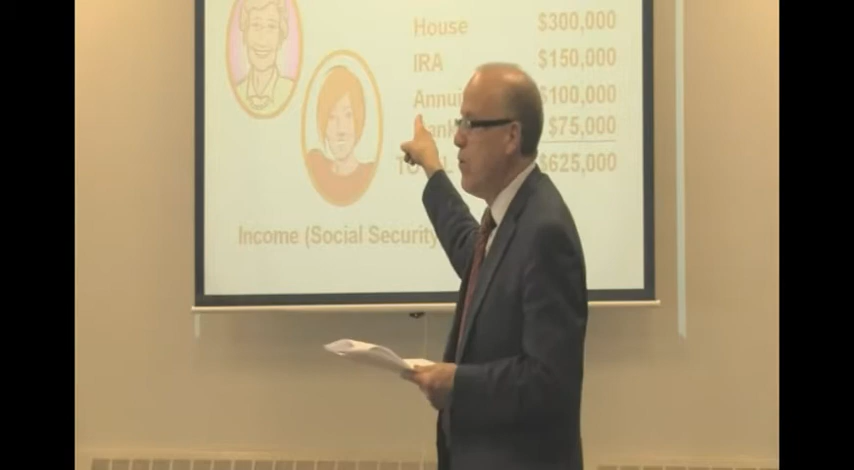 House $300,000
IRA $150,000
$100,000
$75,000
$625,000
Income (Social Security